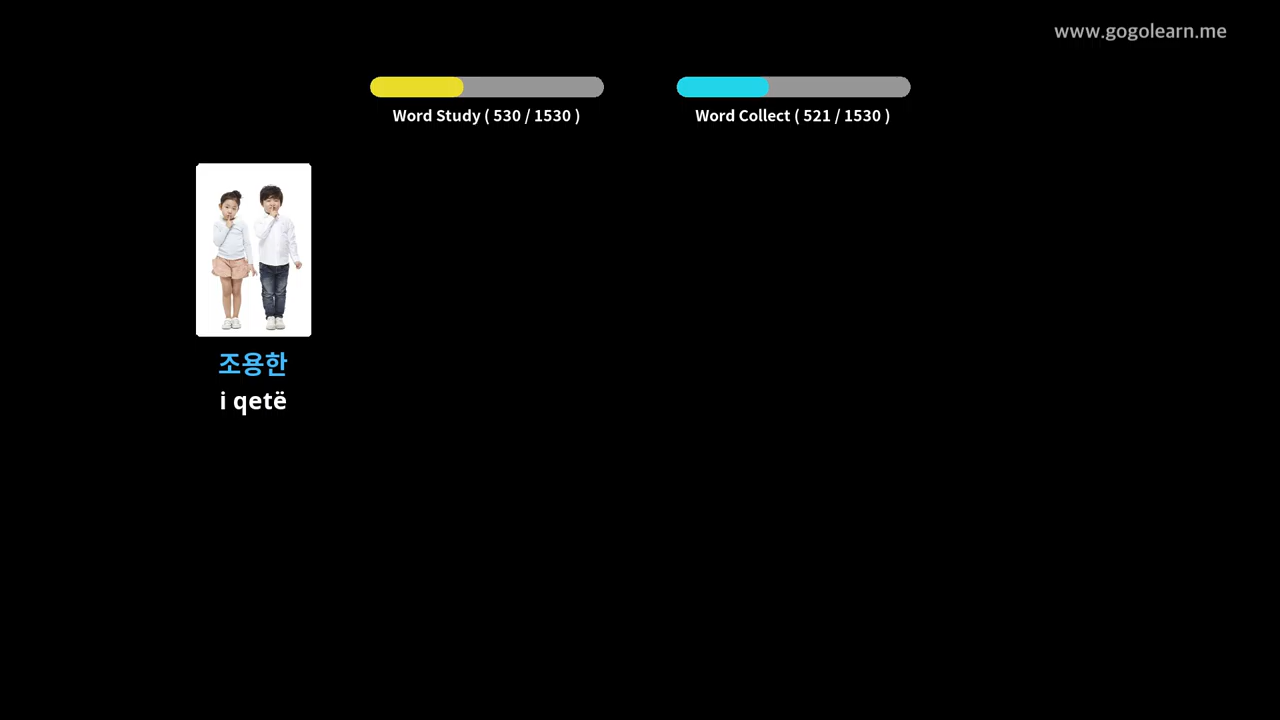 www.gogolearn.me
Word Study ( 530 / 1530 )
Word Collect ( 521 / 1530 )
조용한
i qetë